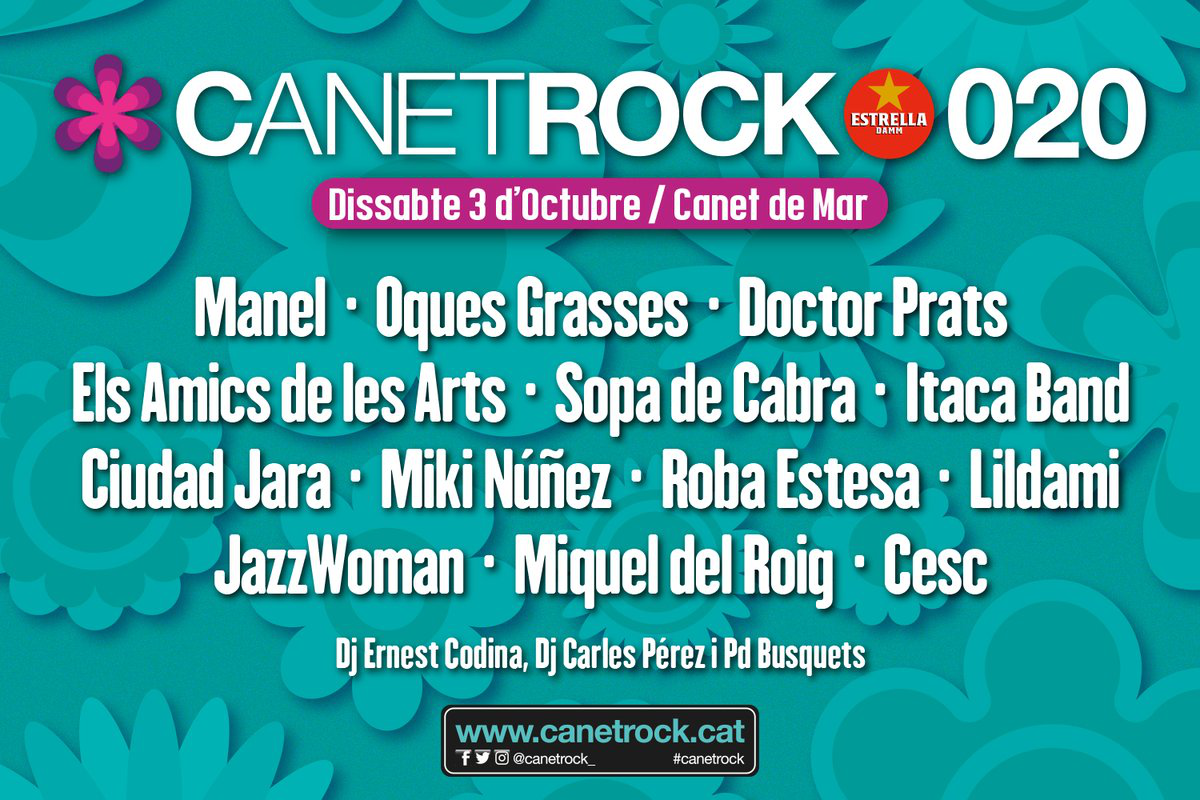 CANETROCK ESTRELLA DAMM 020
Dissabte 3 d'Octubre / Canet de Mar
Manel · Oques Grasses · Doctor Prats
Els Amics de les Arts · Sopa de Cabra · Itaca Band
Ciudad Jara · Miki Núñez · Roba Estesa · Lildami
JazzWoman · Miquel del Roig · Cesc
Dj Ernest Codina, Dj Carles Pérez i Pd Busquets
www.canetrock.cat
@canetrock_ #canetrock